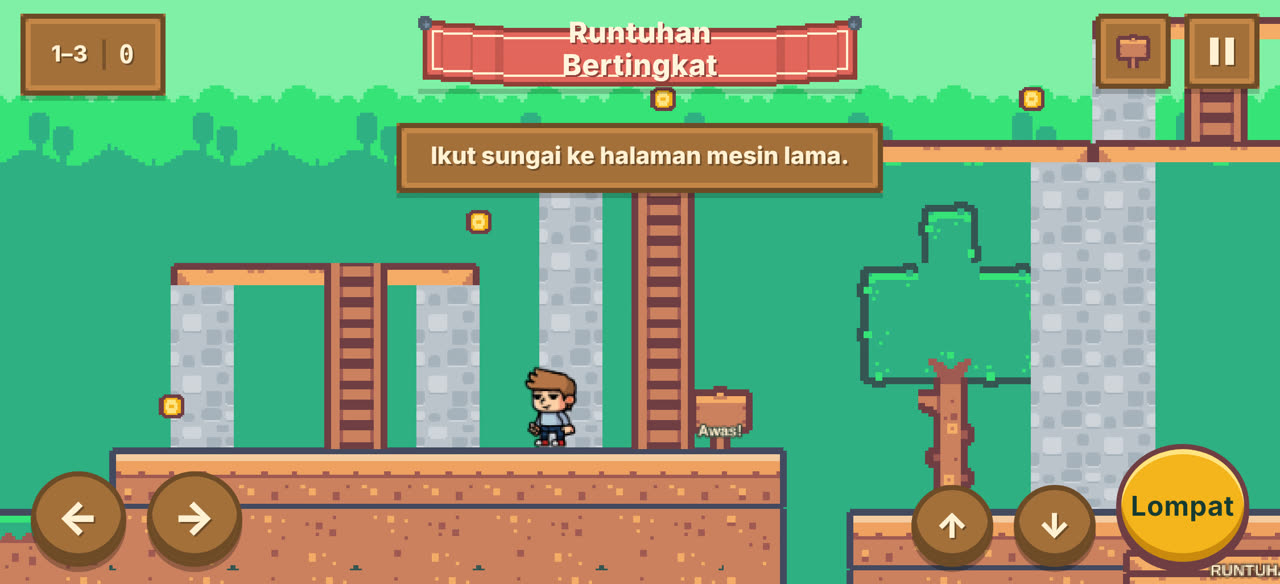 1–3 0
Runtuhan
Bertingkat
Ikut sungai ke halaman mesin lama.
Awas!
Lompat
RUNTUH